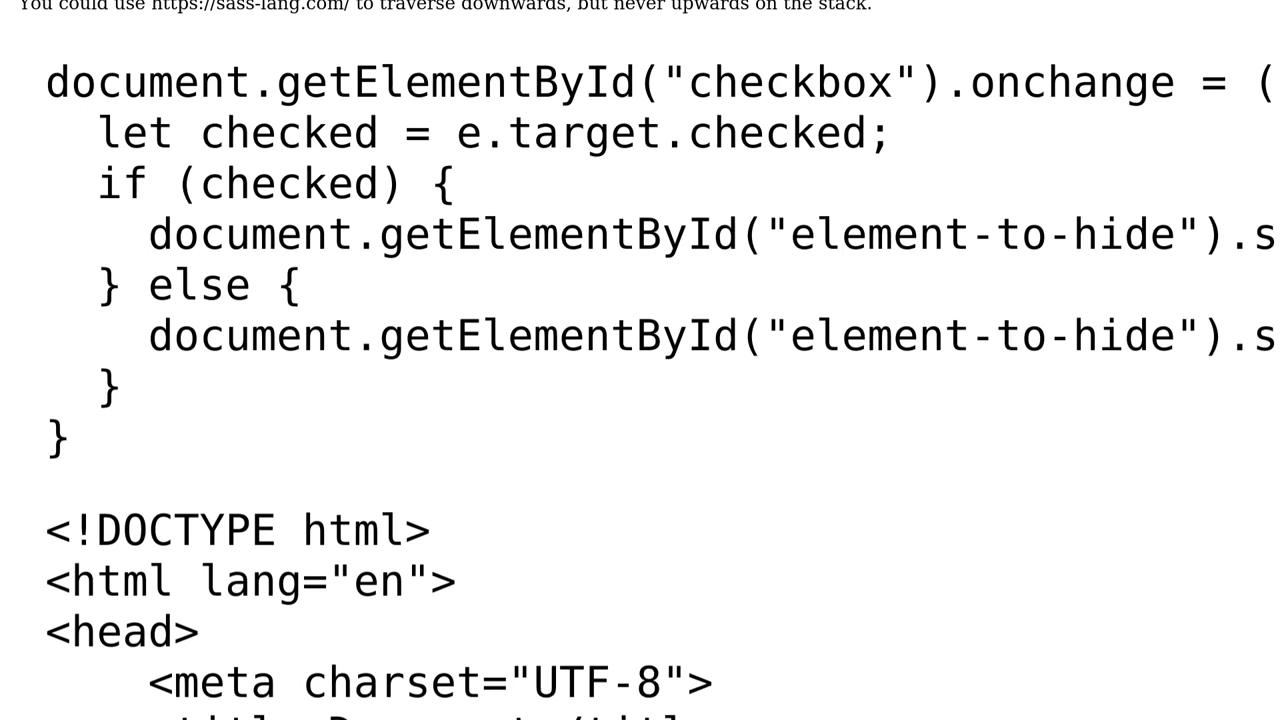 You could use https://sass-lang.com/ to traverse downwards, but never upwards on the stack.
document.getElementById("checkbox").onchange = (
let checked = e.target.checked;
if (checked) {
document.getElementById("element-to-hide").s
} else {
document.getElementById("element-to-hide").s
}
}
<!DOCTYPE html>
<html lang="en">
<head>
<meta charset="UTF-8">